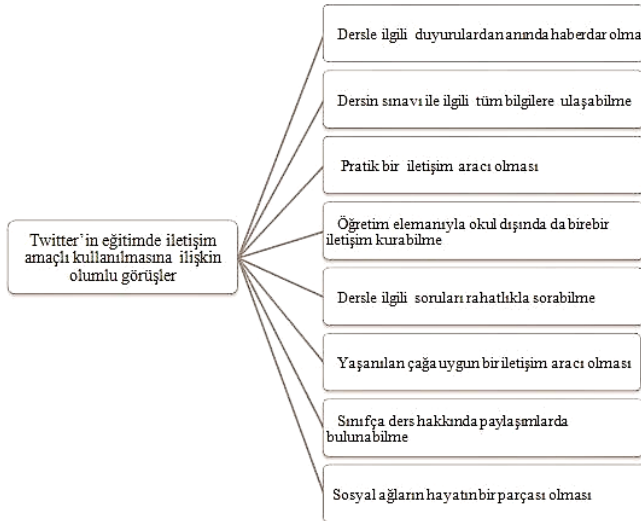 Dersle ilgili duyurulardan anında haberdar olma
Dersin sınavı ile ilgili tüm bilgilere ulaşabilme
Pratik bir iletişim aracı olması
Twitter'in eğitimde iletişim
amaçlı kullanılmasına ilişkin
olumlu görüşler
Öğretim elemanıyla okul dışında da birebir
iletişim kurabilme
Dersle ilgili soruları rahatlıkla sorabilme
Yaşanılan çağa uygun bir iletişim aracı olması
Sınıfça ders hakkında paylaşımlarda
bulunabilme
Sosyal ağların hayatın bir parçası olması